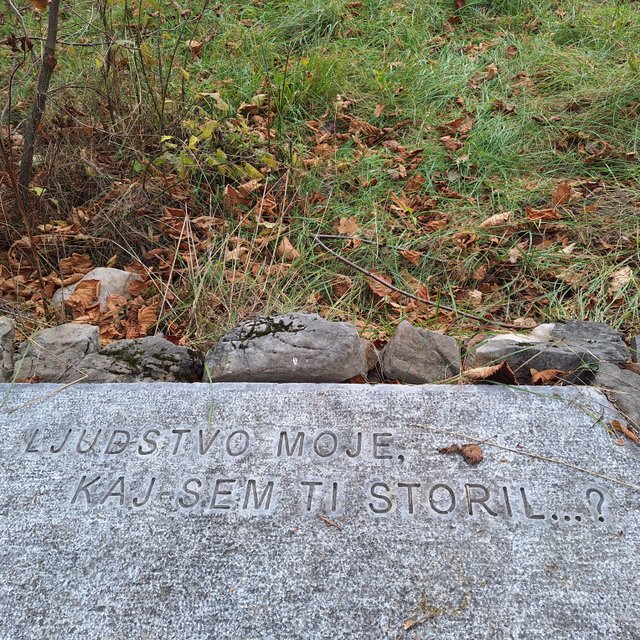 LJUDSTVO MOJE,
KAJ SEM TI STORIL...?